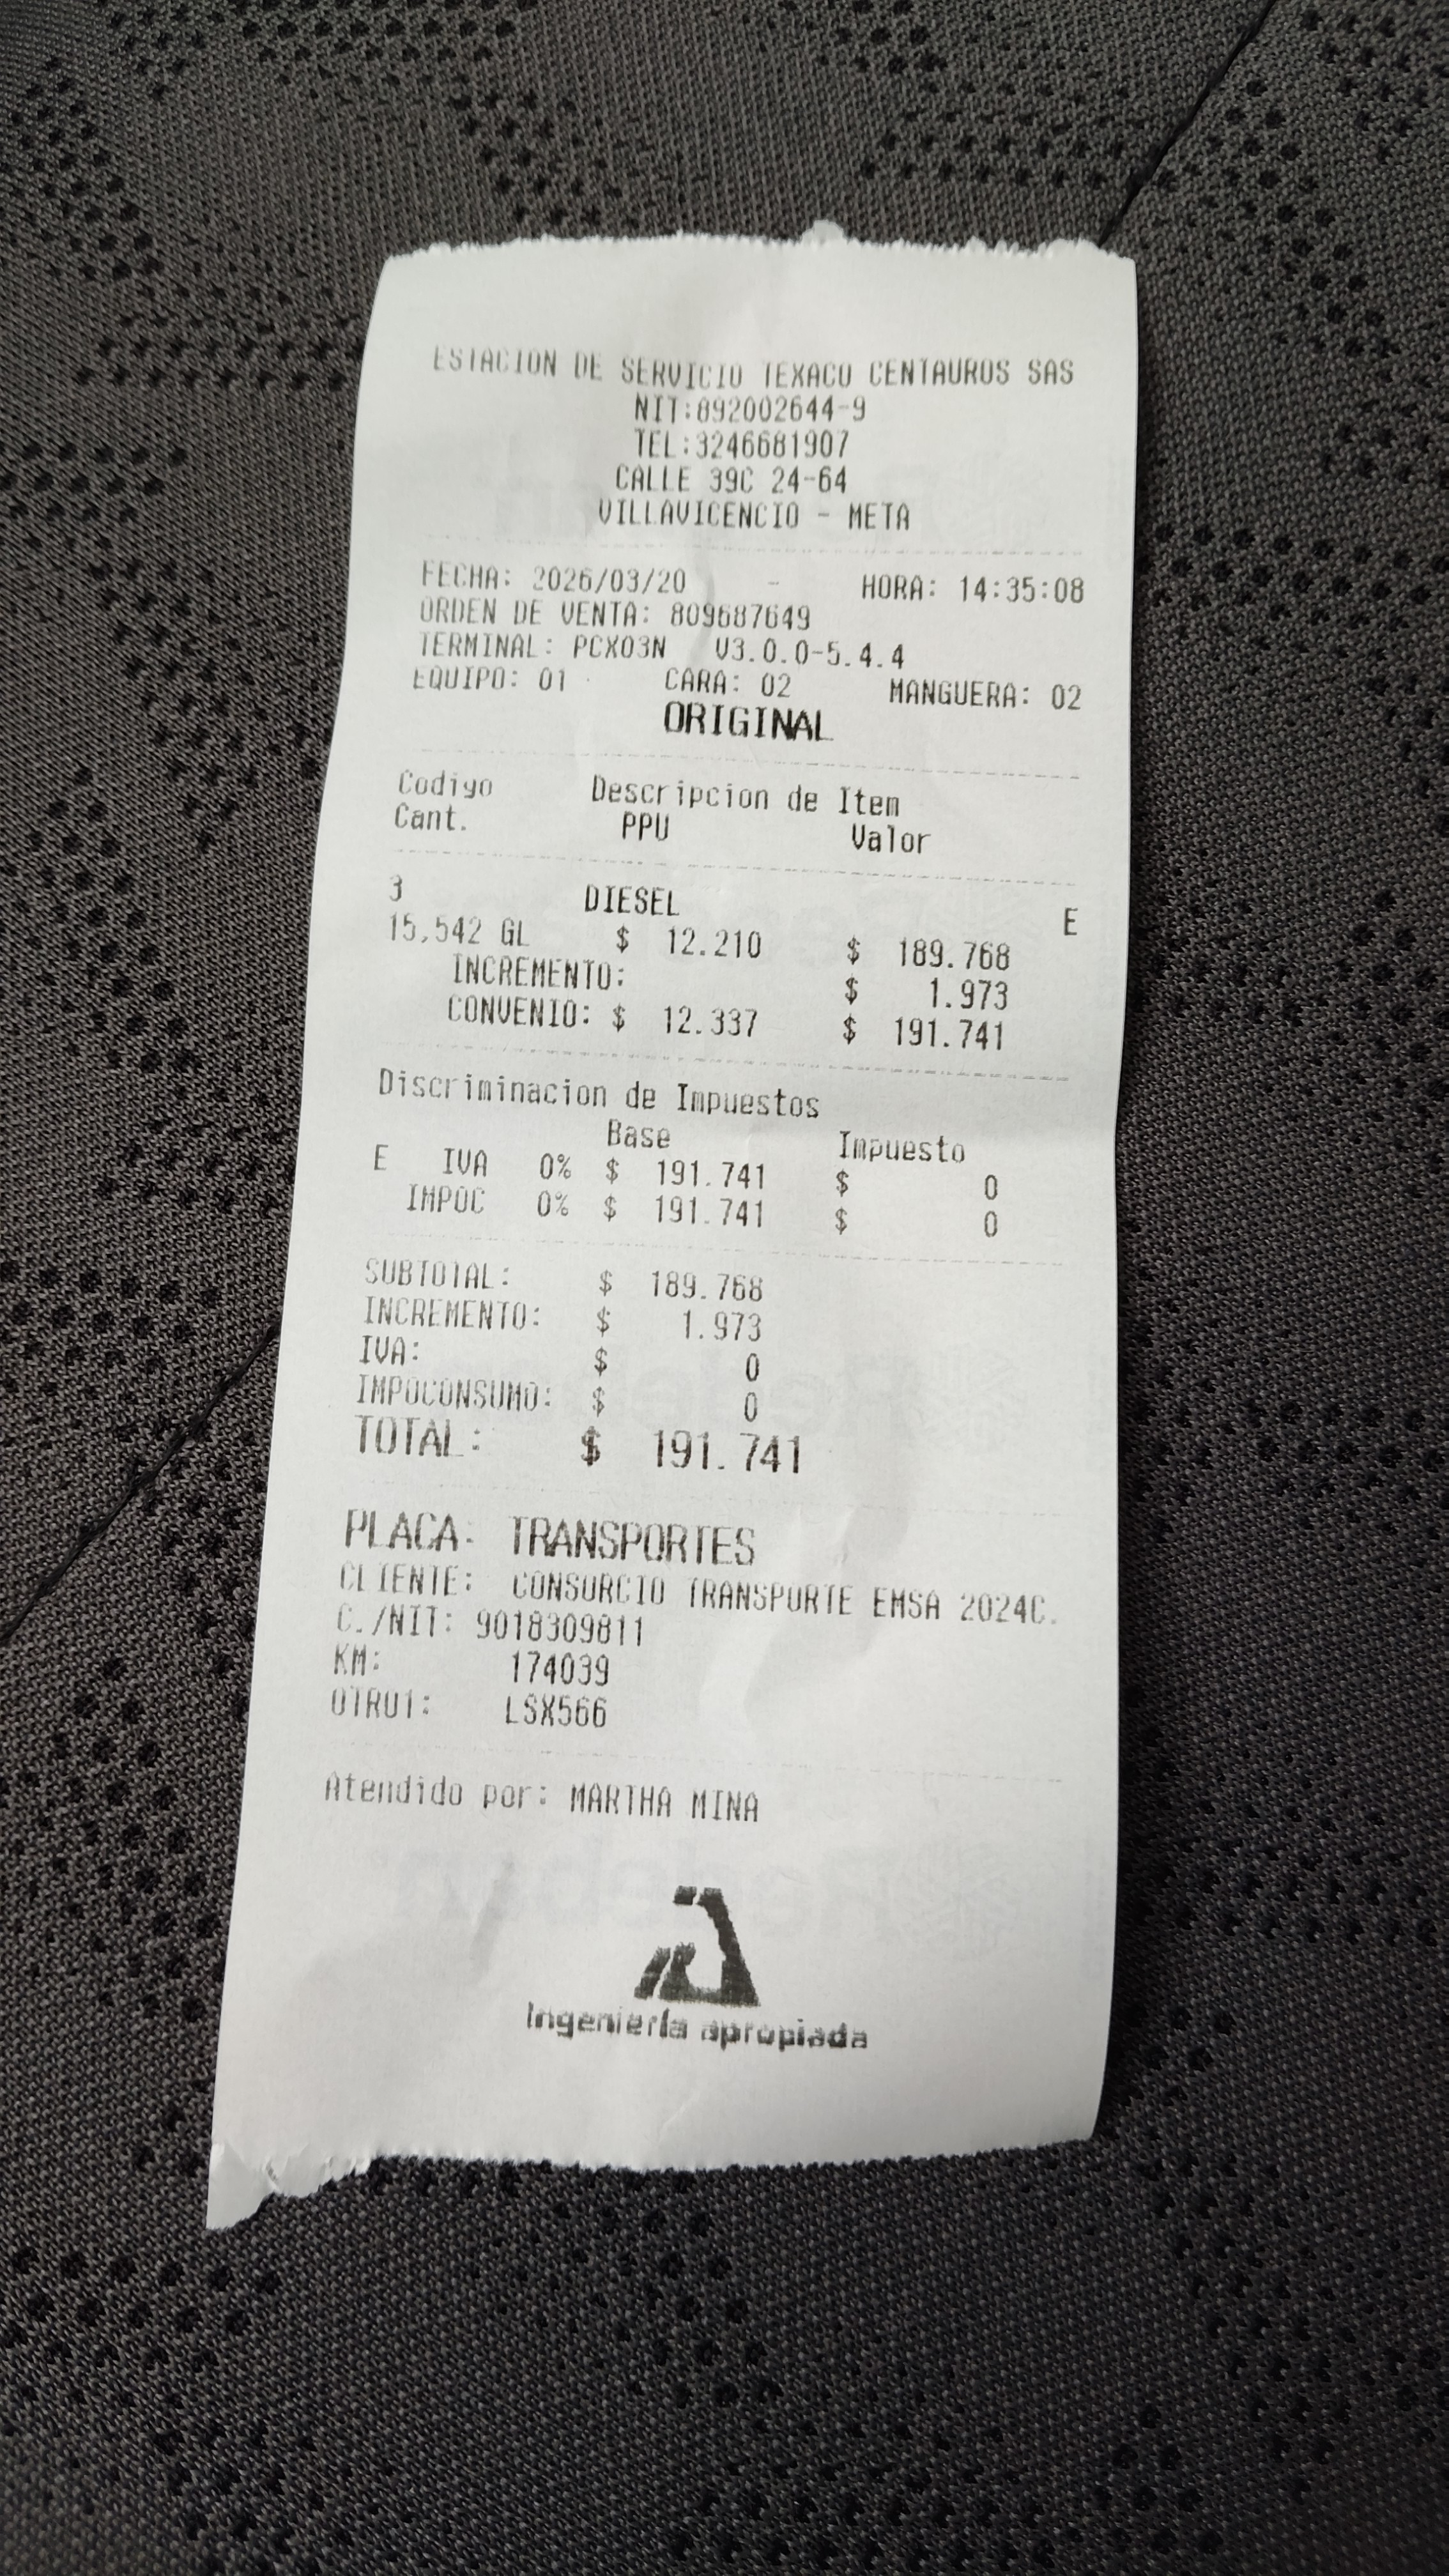 ESTACION DE SERVICIO TEXACO CENTAUROS SAS
NIT:892002644-9
TEL:3246681907
CALLE 39C 24-64
VILLAVICENCIO - META
FECHA: 2026/03/20 - HORA: 14:35:08
ORDEN DE VENTA: 809687649
TERMINAL: PCX03N V3.0.0-5.4.4
EQUIPO: 01 CARA: 02 MANGUERA: 02
ORIGINAL
Codigo Descripcion de Item
Cant. PPU Valor
3 DIESEL E
15,542 GL $ 12.210 $ 189.768
INCREMENTO: $ 1.973
CONVENIO: $ 12.337 $ 191.741
Discriminacion de Impuestos
Base Impuesto
E IVA 0% $ 191.741 $ 0
IMPOC 0% $ 191.741 $ 0
SUBTOTAL: $ 189.768
INCREMENTO: $ 1.973
IVA: $ 0
IMPOCONSUMO: $ 0
TOTAL: $ 191.741
PLACA: TRANSPORTES
CLIENTE: CONSORCIO TRANSPORTE EMSA 2024C.
C./NIT: 9018309811
KM: 174039
OTRO1: LSX566
Atendido por: MARTHA MINA
Ingeniería apropiada